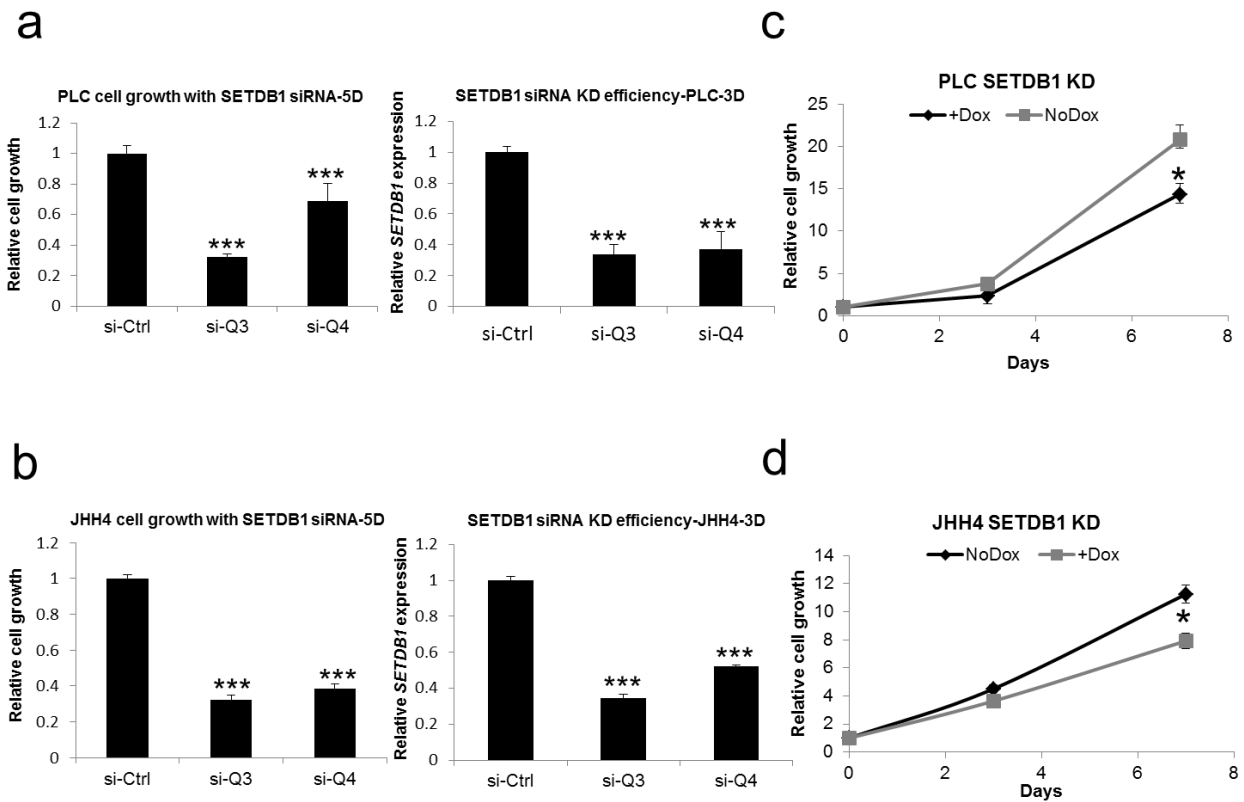 a
PLC cell growth with SETDB1 siRNA-5D
Relative cell growth
1.2
1
0.8
0.6
0.4
0.2
0
***
***
si-Ctrl si-Q3 si-Q4
SETDB1 siRNA KD efficiency-PLC-3D
Relative SETDB1 expression
1.2
1
0.8
0.6
0.4
0.2
0
***
***
si-Ctrl si-Q3 si-Q4
c
PLC SETDB1 KD
+Dox NoDox
Relative cell growth
25
20
15
10
5
0
*
0 2 4 6 8
Days
b
JHH4 cell growth with SETDB1 siRNA-5D
Relative cell growth
1.2
1
0.8
0.6
0.4
0.2
0
***
***
si-Ctrl si-Q3 si-Q4
SETDB1 siRNA KD efficiency-JHH4-3D
Relative SETDB1 expression
1.2
1
0.8
0.6
0.4
0.2
0
***
***
si-Ctrl si-Q3 si-Q4
d
JHH4 SETDB1 KD
NoDox +Dox
Relative cell growth
14
12
10
8
6
4
2
0
*
0 2 4 6 8
Days